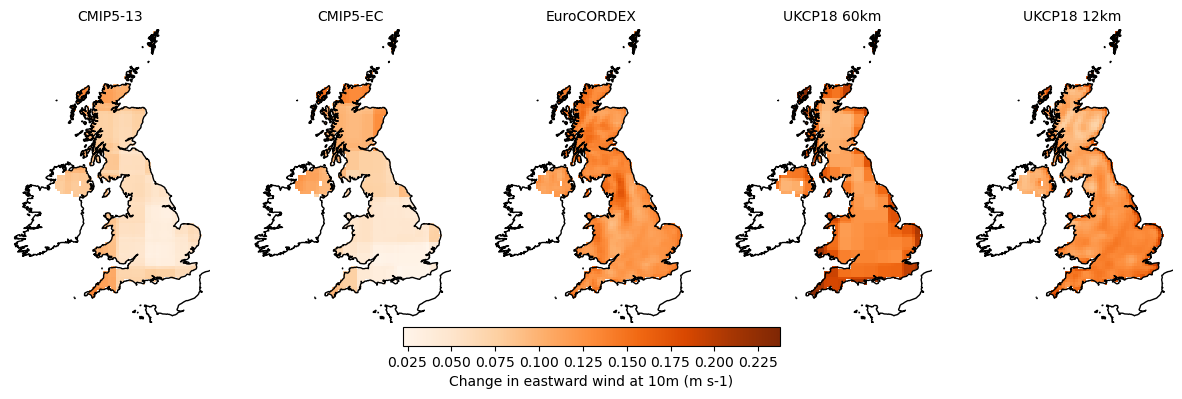 CMIP5-13 CMIP5-EC EuroCORDEX UKCP18 60km UKCP18 12km
0.025 0.050 0.075 0.100 0.125 0.150 0.175 0.200 0.225
Change in eastward wind at 10m (m s-1)